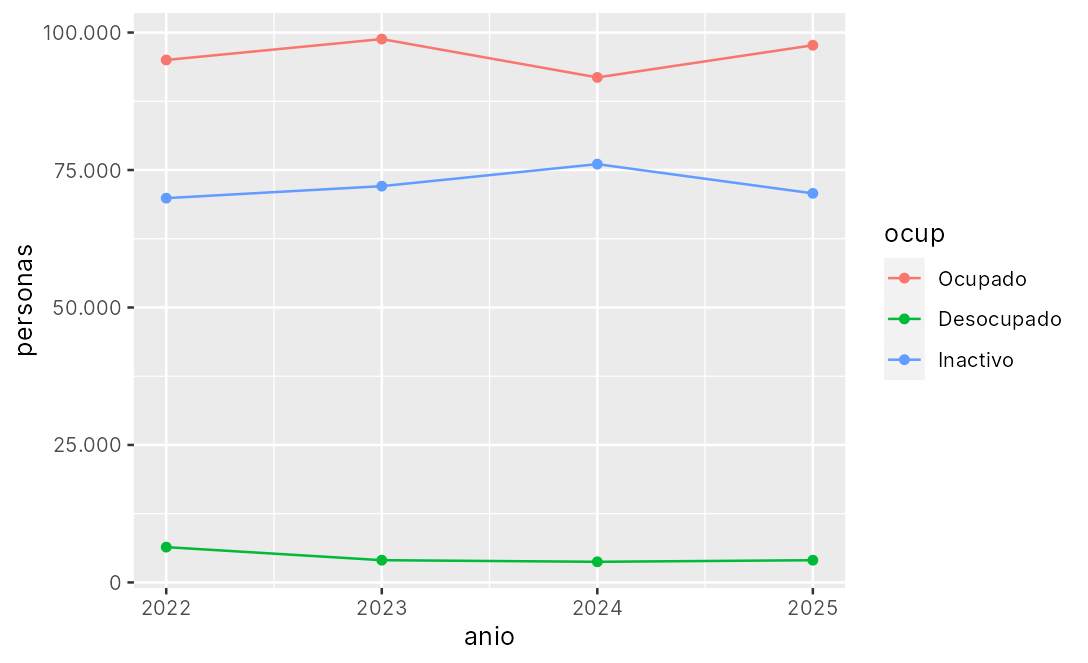 100.000
75.000
50.000
25.000
0
personas
2022 2023 2024 2025
anio
ocup
Ocupado
Desocupado
Inactivo